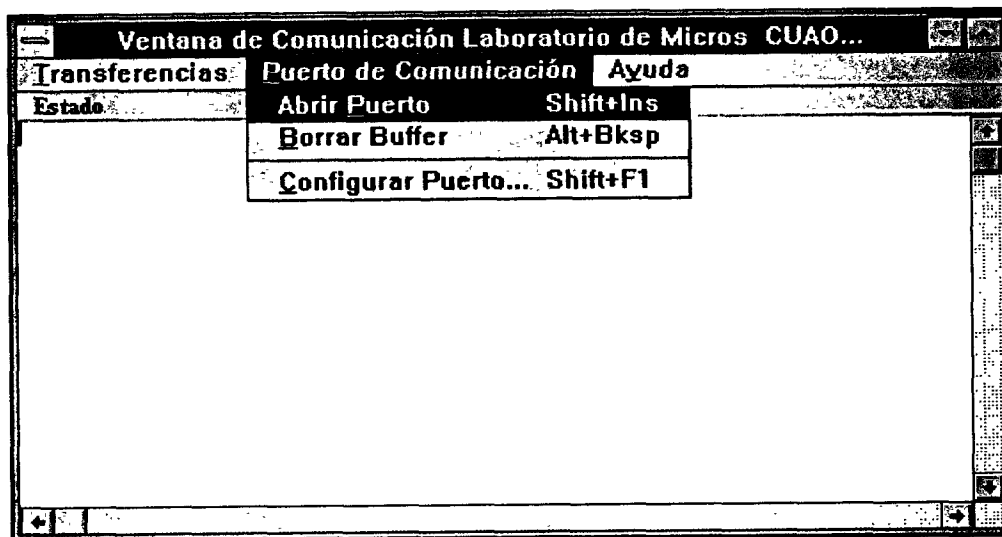 Ventana de Comunicación Laboratorio de Micros CUAO...
Transferencias Puerto de Comunicación Ayuda
Estado
Abrir Puerto Shift+Ins
Borrar Buffer Alt+Bksp
Configurar Puerto... Shift+F1